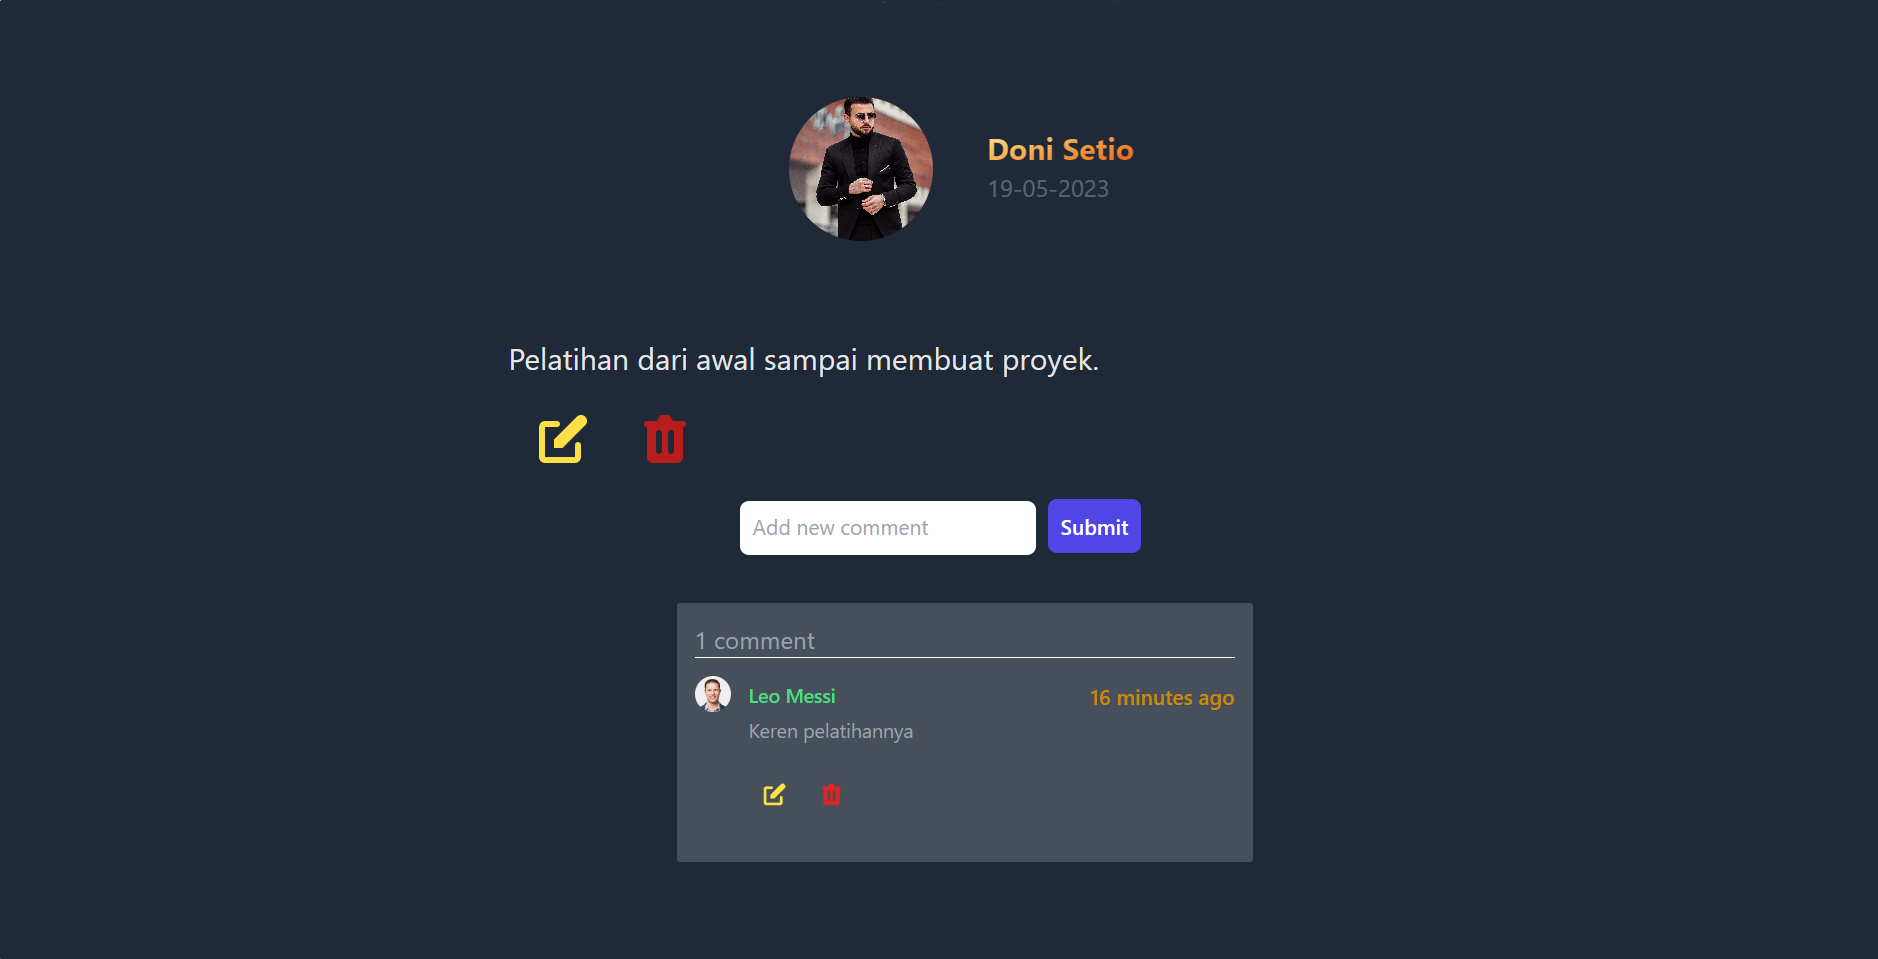 Doni Setio
19-05-2023
Pelatihan dari awal sampai membuat proyek.
Add new comment
Submit
1 comment
Leo Messi
16 minutes ago
Keren pelatihannya